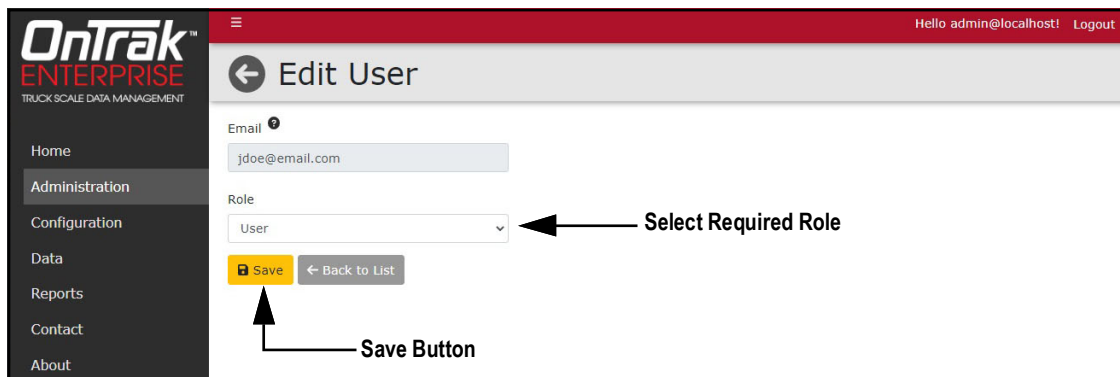 OnTrak™
ENTERPRISE
TRUCK SCALE DATA MANAGEMENT
Hello admin@localhost! Logout
Edit User
Email
jdoe@email.com
Role
User
Select Required Role
Save
Back to List
Save Button
Home
Administration
Configuration
Data
Reports
Contact
About